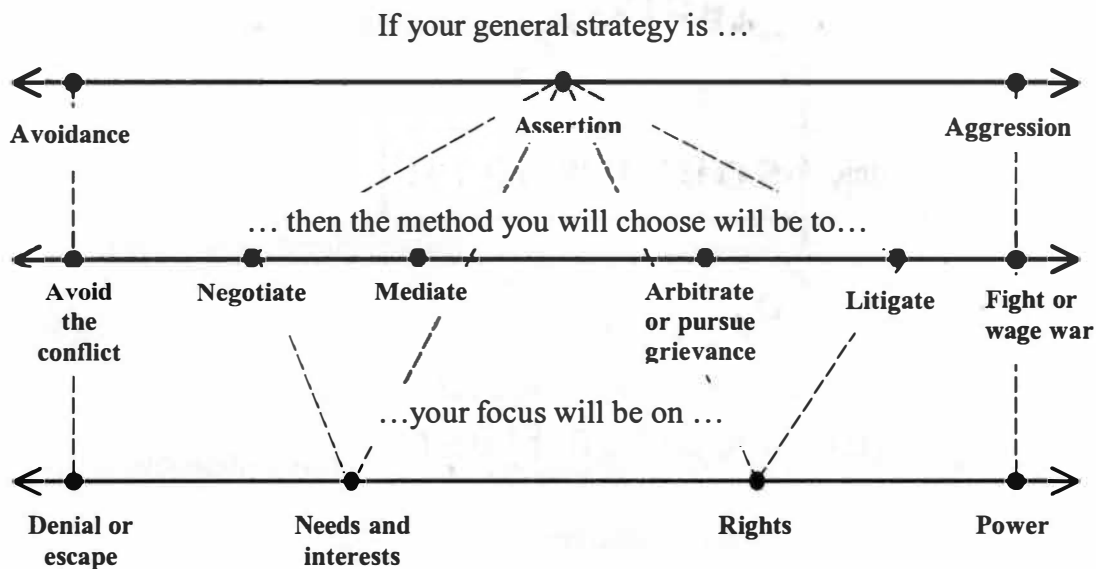 If your general strategy is ...
Avoidance
Assertion
Aggression
... then the method you will choose will be to...
Avoid
the
conflict
Negotiate
Mediate
Arbitrate
or pursue
grievance
Litigate
Fight or
wage war
...your focus will be on ...
Denial or
escape
Needs and
interests
Rights
Power